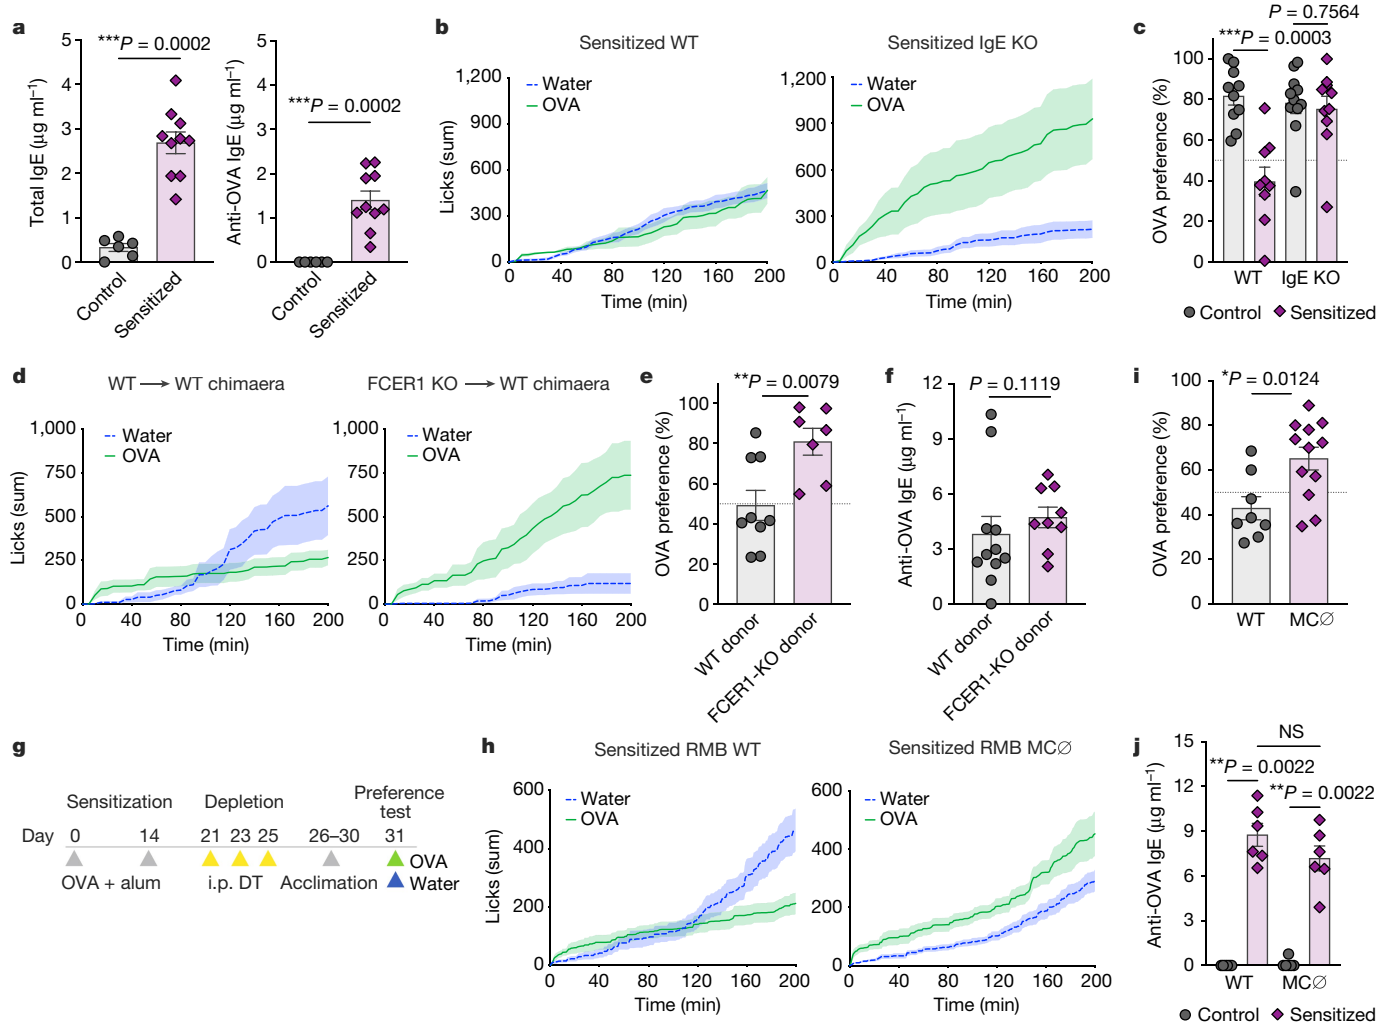 a
***P = 0.0002
Total IgE (µg ml–1)
5
4
3
2
1
0
Control
Sensitized
***P = 0.0002
Anti-OVA IgE (µg ml–1)
5
4
3
2
1
0
Control
Sensitized
b
Sensitized WT
Water
OVA
Licks (sum)
1,200
900
600
300
0
0 40 80 120 160 200
Time (min)
Sensitized IgE KO
Water
OVA
1,200
900
600
300
0
0 40 80 120 160 200
Time (min)
c
P = 0.7564
***P = 0.0003
OVA preference (%)
100
80
60
40
20
0
WT IgE KO
Control Sensitized
d
WT → WT chimaera
Water
OVA
Licks (sum)
1,000
750
500
250
0
0 40 80 120 160 200
Time (min)
FCER1 KO → WT chimaera
Water
OVA
1,000
750
500
250
0
0 40 80 120 160 200
Time (min)
e
**P = 0.0079
OVA preference (%)
100
80
60
40
20
0
WT donor
FCER1-KO donor
f
P = 0.1119
Anti-OVA IgE (µg ml–1)
12
9
6
3
0
WT donor
FCER1-KO donor
i
*P = 0.0124
OVA preference (%)
100
80
60
40
20
0
WT MC∅
g
Sensitization Depletion Preference test
Day 0 14 21 23 25 26–30 31
OVA + alum i.p. DT Acclimation
OVA
Water
h
Sensitized RMB WT
Water
OVA
Licks (sum)
600
400
200
0
0 40 80 120 160 200
Time (min)
Sensitized RMB MC∅
Water
OVA
600
400
200
0
0 40 80 120 160 200
Time (min)
j
NS
**P = 0.0022
**P = 0.0022
Anti-OVA IgE (µg ml–1)
15
12
9
6
3
0
WT MC∅
Control Sensitized